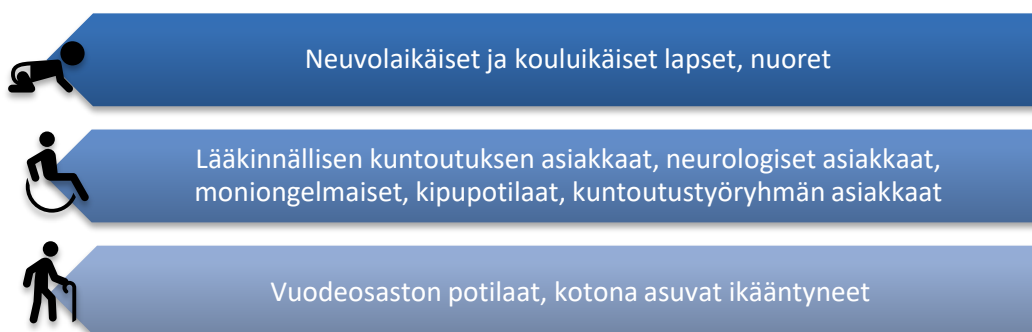 Neuvolaikäiset ja kouluikäiset lapset, nuoret
Lääkinnällisen kuntoutuksen asiakkaat, neurologiset asiakkaat,
moniongelmaiset, kipupotilaat, kuntoutustyöryhmän asiakkaat
Vuodeosaston potilaat, kotona asuvat ikääntyneet